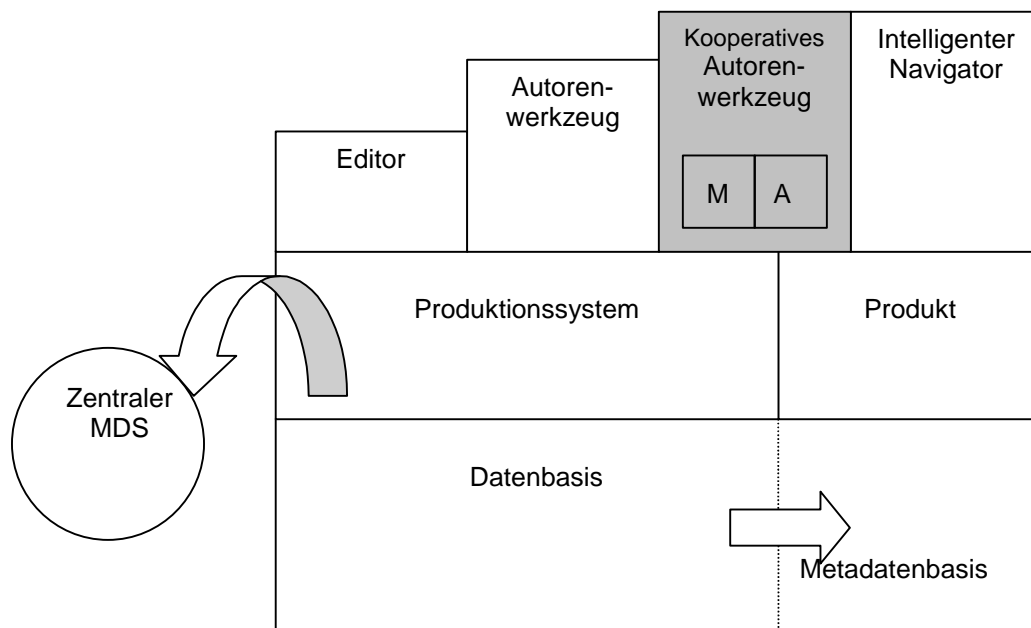 Kooperatives
Autoren-
werkzeug
Intelligenter
Navigator
Autoren-
werkzeug
Editor
M
A
Produktionssystem
Produkt
Zentraler
MDS
Datenbasis
Metadatenbasis